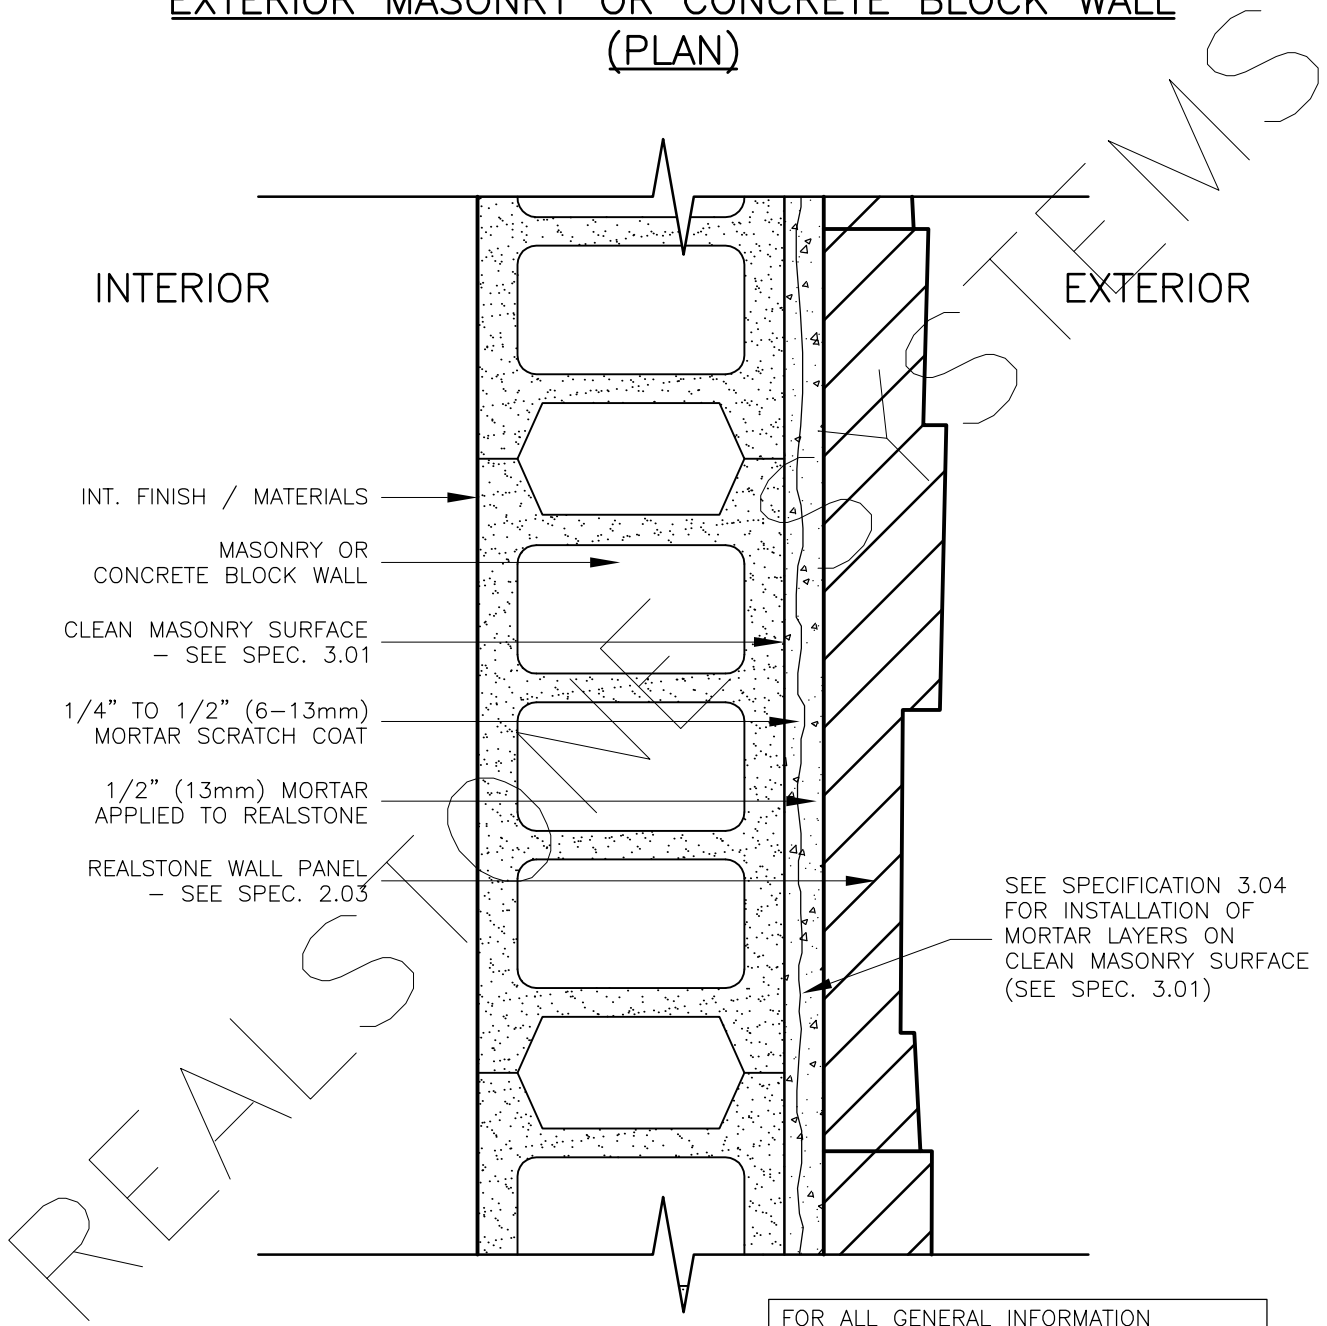 EXTERIOR MASONRY OR CONCRETE BLOCK WALL
(PLAN)
INTERIOR
EXTERIOR
INT. FINISH / MATERIALS
MASONRY OR
CONCRETE BLOCK WALL
CLEAN MASONRY SURFACE
– SEE SPEC. 3.01
1/4” TO 1/2” (6–13mm)
MORTAR SCRATCH COAT
1/2” (13mm) MORTAR
APPLIED TO REALSTONE
REALSTONE WALL PANEL
– SEE SPEC. 2.03
SEE SPECIFICATION 3.04
FOR INSTALLATION OF
MORTAR LAYERS ON
CLEAN MASONRY SURFACE
(SEE SPEC. 3.01)
REALSTONE SYSTEMS
FOR ALL GENERAL INFORMATION